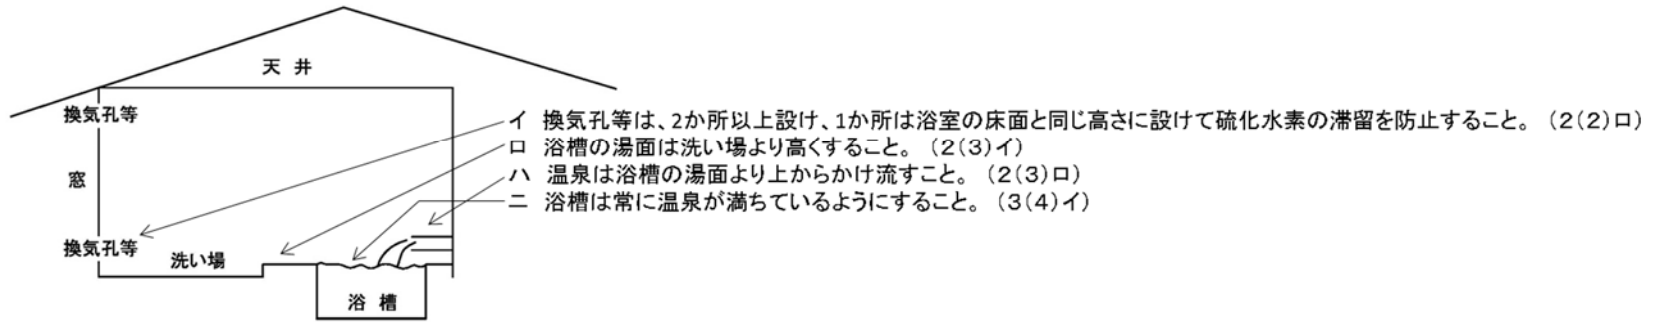 天井
換気孔等
イ 換気孔等は、2か所以上設け、1か所は浴室の床面と同じ高さに設けて硫化水素の滞留を防止すること。（2(2)ロ）
ロ 浴槽の湯面は洗い場より高くすること。（2(3)イ）
ハ 温泉は浴槽の湯面より上からかけ流すこと。（2(3)ロ）
窓
ニ 浴槽は常に温泉が満ちているようにすること。（3(4)イ）
換気孔等
洗い場
浴槽